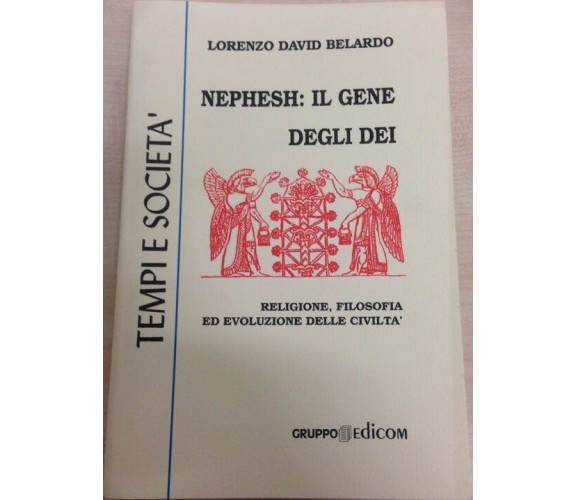 LORENZO DAVID BELARDO
NEPHESH: IL GENE
DEGLI DEI
TEMPI E SOCIETA'
RELIGIONE, FILOSOFIA
ED EVOLUZIONE DELLE CIVILTA'
GRUPPO Edicom